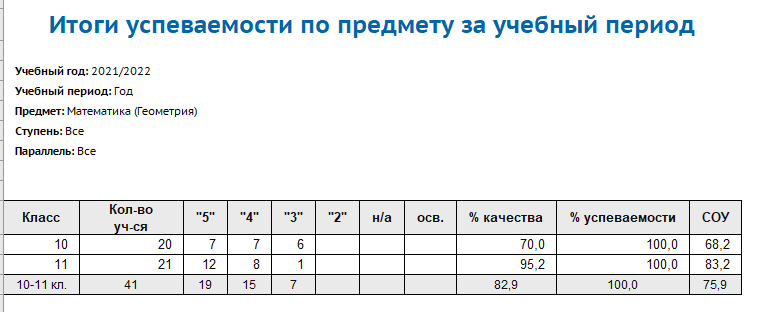 Итоги успеваемости по предмету за учебный период
Учебный год: 2021/2022
Учебный период: Год
Предмет: Математика (Геометрия)
Ступень: Все
Параллель: Все
Класс Кол-во уч-ся "5" "4" "3" "2" н/а осв. % качества % успеваемости СОУ
10 20 7 7 6 70,0 100,0 68,2
11 21 12 8 1 95,2 100,0 83,2
10-11 кл. 41 19 15 7 82,9 100,0 75,9